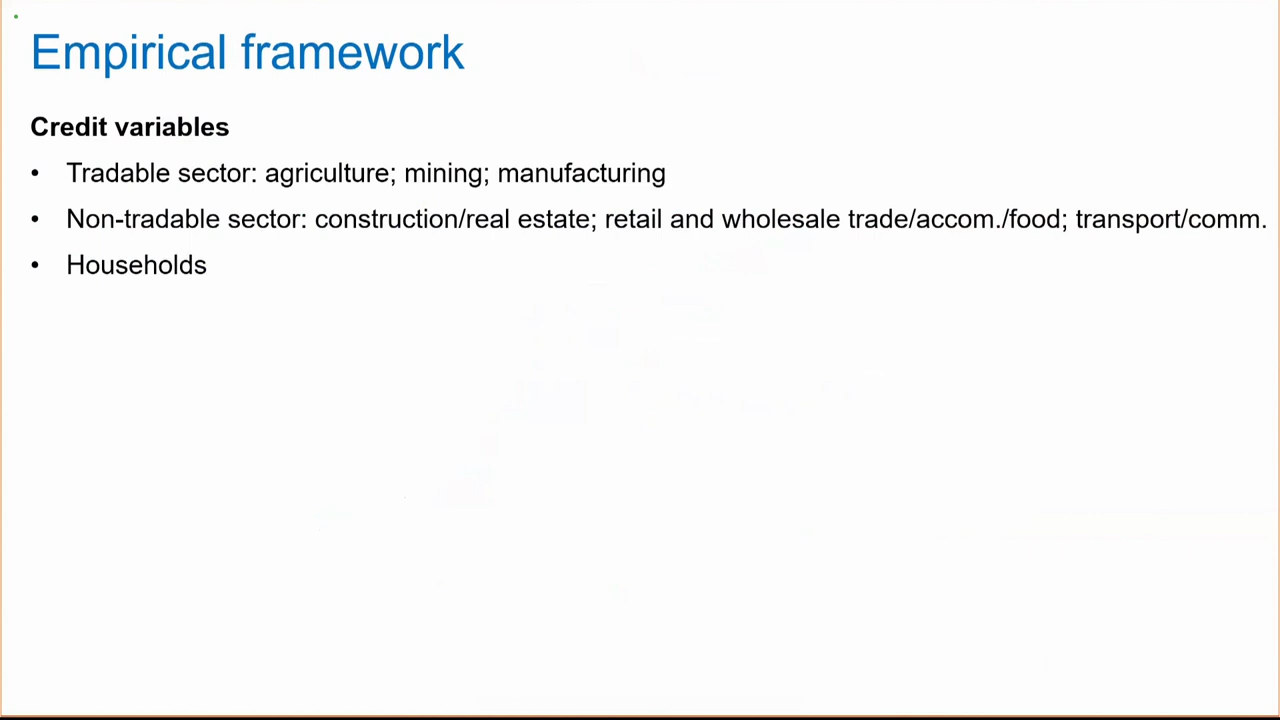 Empirical framework
Credit variables
• Tradable sector: agriculture; mining; manufacturing
• Non-tradable sector: construction/real estate; retail and wholesale trade/accom./food; transport/comm.
• Households